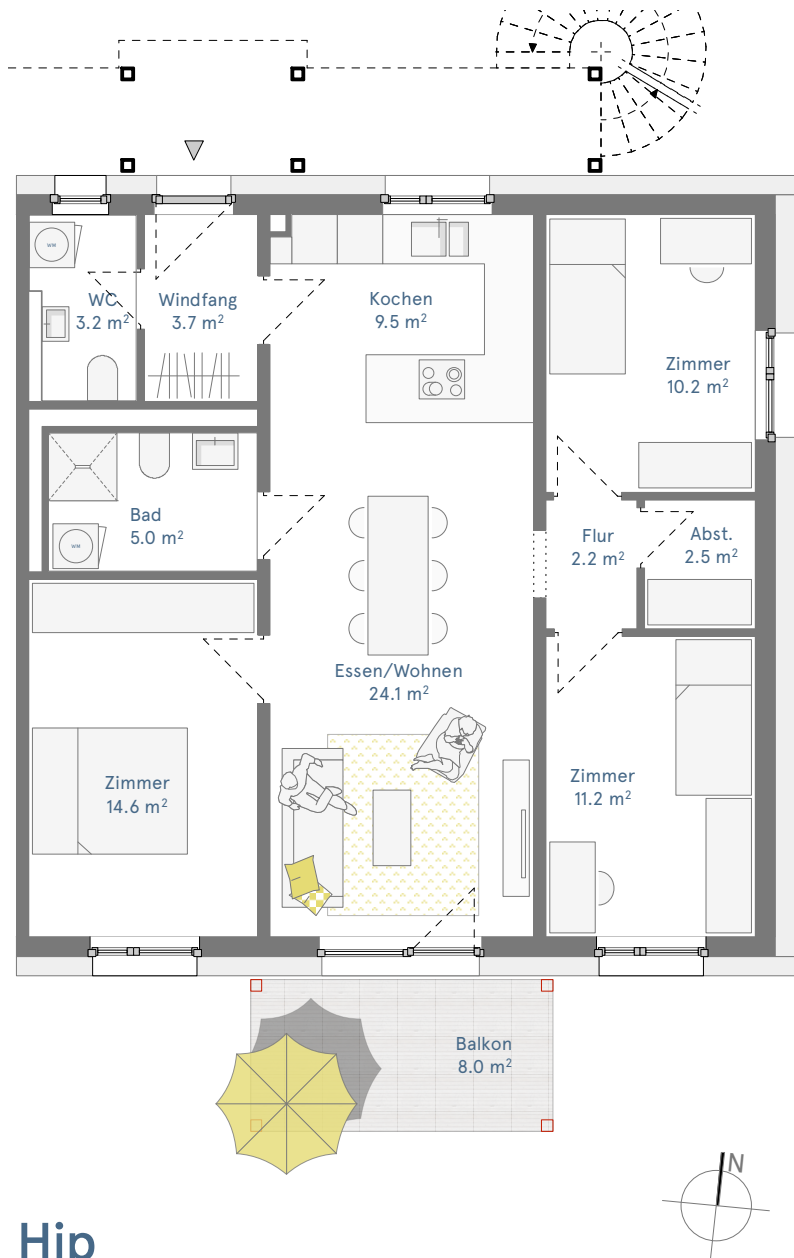 WM
WC
3.2 m²
Windfang
3.7 m²
Kochen
9.5 m²
Zimmer
10.2 m²
Bad
5.0 m²
WM
Flur
2.2 m²
Abst.
2.5 m²
Essen/Wohnen
24.1 m²
Zimmer
14.6 m²
Zimmer
11.2 m²
Balkon
8.0 m²
N
Hip